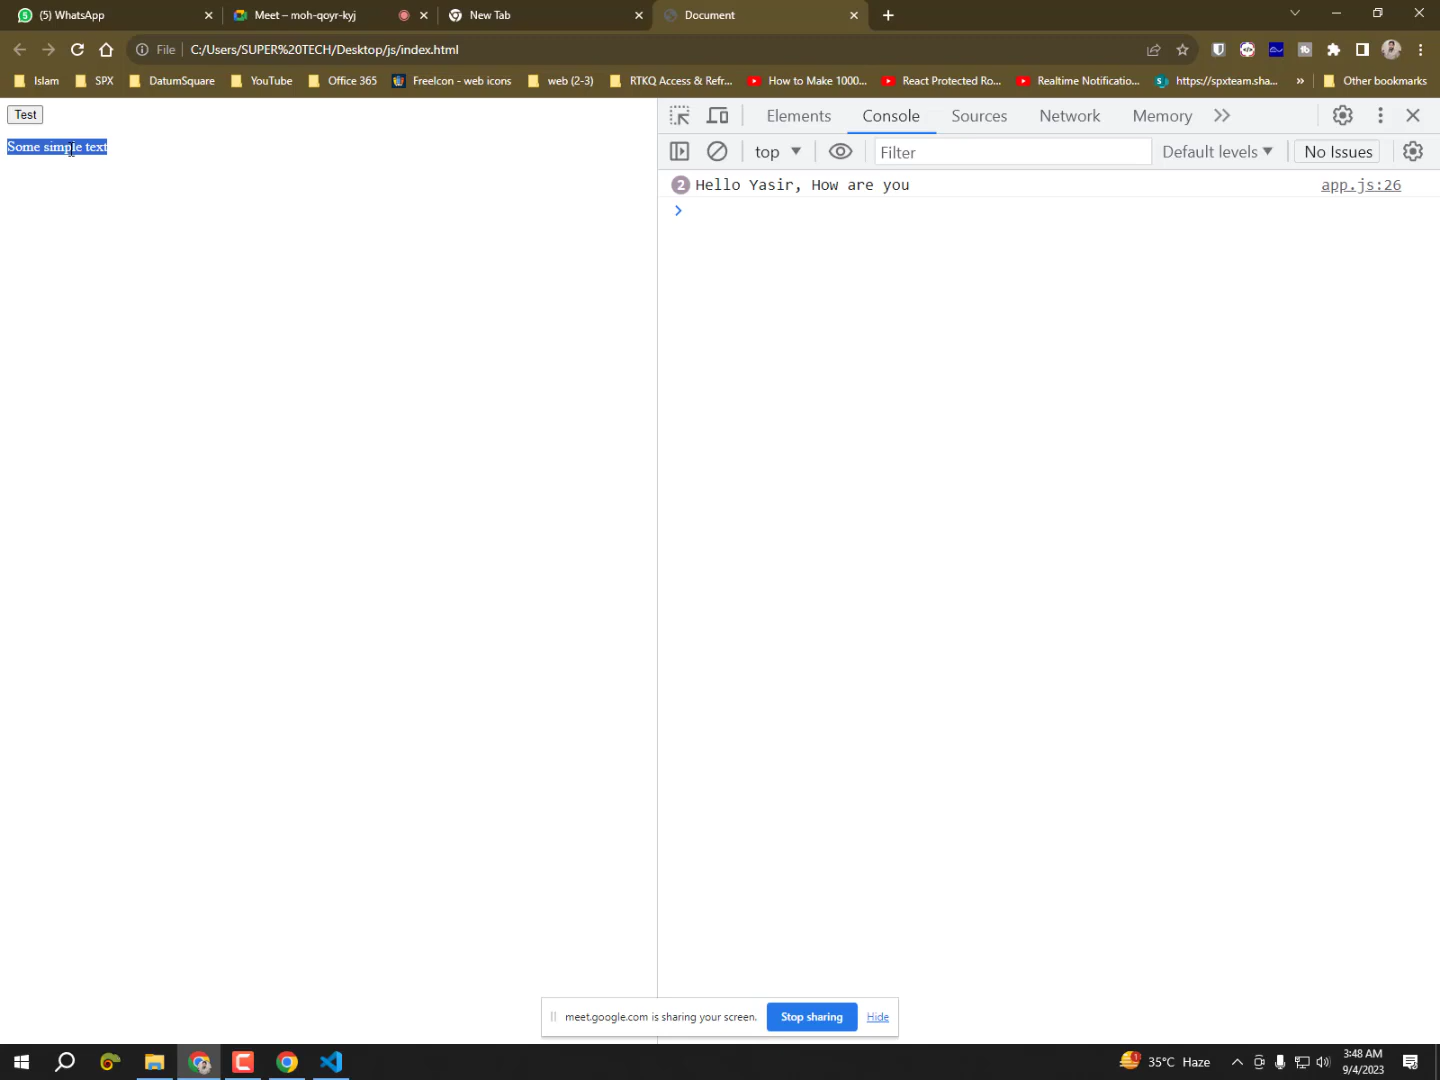 (5) WhatsApp
Meet – moh-qoyr-kyj
New Tab
Document
File
C:/Users/SUPER%20TECH/Desktop/js/index.html
Islam
SPX
DatumSquare
YouTube
Office 365
FreeIcon - web icons
web (2-3)
RTKQ Access & Refr...
How to Make 1000...
React Protected Ro...
Realtime Notificatio...
https://spxteam.sha...
»
Other bookmarks
Test
Some simple text
Elements
Console
Sources
Network
Memory
top
Filter
Default levels
No Issues
2 Hello Yasir, How are you
app.js:26
meet.google.com is sharing your screen.
Stop sharing
Hide
35°C Haze
3:48 AM
9/4/2023